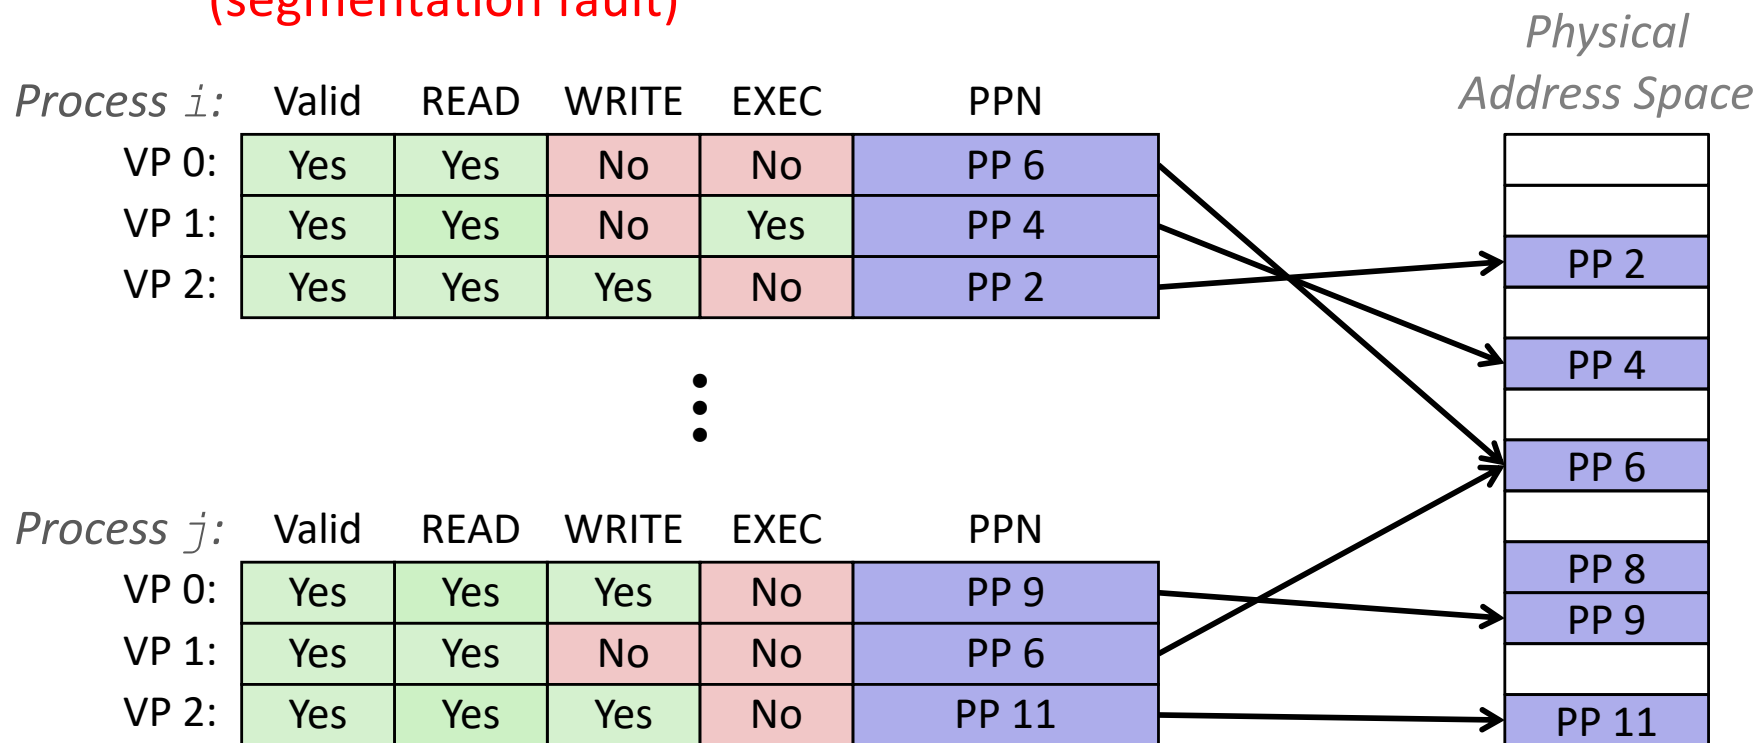 (segmentation fault)
Physical
Address Space
Process i: Valid READ WRITE EXEC PPN
VP 0: Yes Yes No No PP 6
VP 1: Yes Yes No Yes PP 4
VP 2: Yes Yes Yes No PP 2
PP 2
PP 4
PP 6
Process j: Valid READ WRITE EXEC PPN
VP 0: Yes Yes Yes No PP 9
VP 1: Yes Yes No No PP 6
VP 2: Yes Yes Yes No PP 11
PP 8
PP 9
PP 11